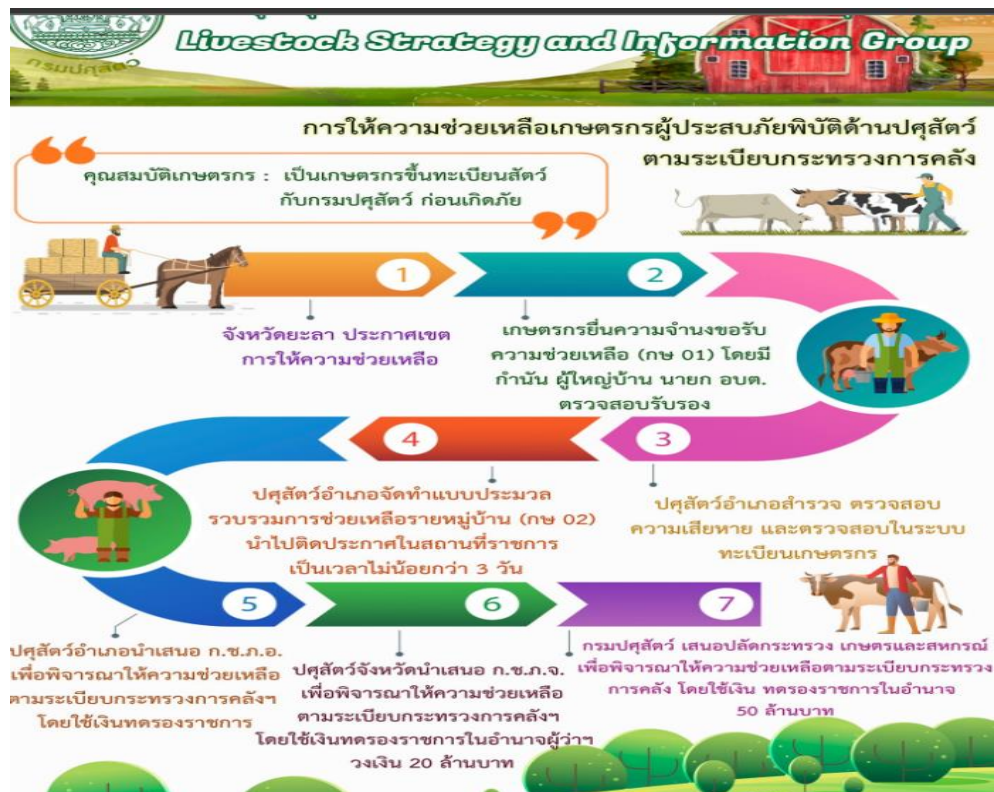 Livestock Strategy and Information Group
กรมปศุสัตว์
การให้ความช่วยเหลือเกษตรกรผู้ประสบภัยพิบัติด้านปศุสัตว์
ตามระเบียบกระทรวงการคลัง
คุณสมบัติเกษตรกร : เป็นเกษตรกรขึ้นทะเบียนสัตว์
กับกรมปศุสัตว์ ก่อนเกิดภัย
1
2
จังหวัดยะลา ประกาศเขต
การให้ความช่วยเหลือ
เกษตรกรยื่นความจำนงขอรับ
ความช่วยเหลือ (กษ 01) โดยมี
กำนัน ผู้ใหญ่บ้าน นายก อบต.
ตรวจสอบรับรอง
3
ปศุสัตว์อำเภอสำรวจ ตรวจสอบ
ความเสียหาย และตรวจสอบในระบบ
ทะเบียนเกษตรกร
4
ปศุสัตว์อำเภอจัดทำแบบประมวล
รวบรวมการช่วยเหลือรายหมู่บ้าน (กษ 02)
นำไปติดประกาศในสถานที่ราชการ
เป็นเวลาไม่น้อยกว่า 3 วัน
5
6
7
ปศุสัตว์อำเภอนำเสนอ ก.ช.ภ.อ.
เพื่อพิจารณาให้ความช่วยเหลือ
ตามระเบียบกระทรวงการคลังฯ
โดยใช้เงินทดรองราชการ
ปศุสัตว์จังหวัดนำเสนอ ก.ช.ภ.จ.
เพื่อพิจารณาให้ความช่วยเหลือ
ตามระเบียบกระทรวงการคลังฯ
โดยใช้เงินทดรองราชการในอำนาจผู้ว่าฯ
วงเงิน 20 ล้านบาท
กรมปศุสัตว์ เสนอปลัดกระทรวง เกษตรและสหกรณ์
เพื่อพิจารณาให้ความช่วยเหลือตามระเบียบกระทรวง
การคลัง โดยใช้เงิน ทดรองราชการในอำนาจ
50 ล้านบาท